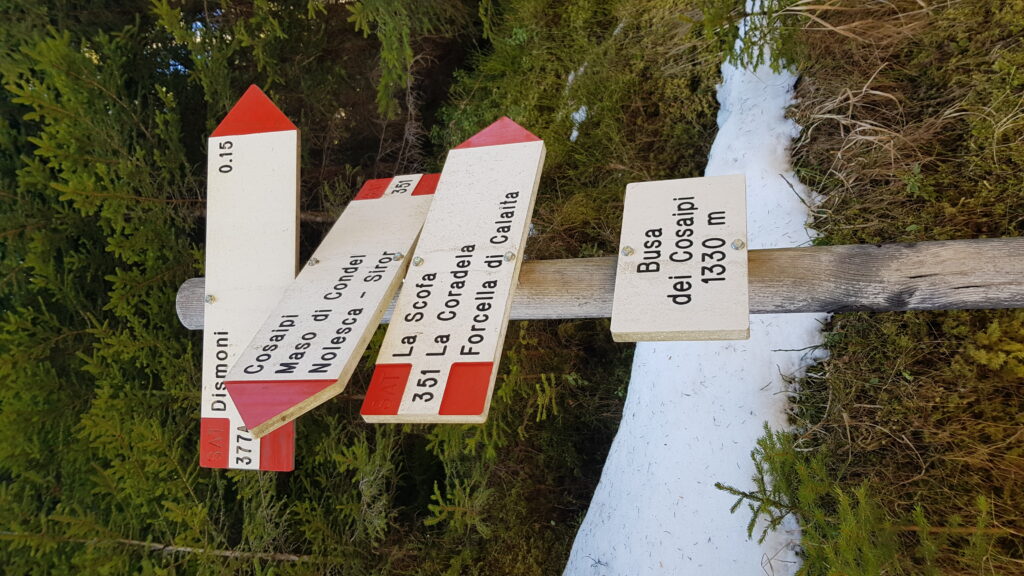 Dismoni
0.15
SAT
377A
351
Cosaipi
Maso di Condel
Nolesca - Siror
La Scofa
351 La Coradela
Forcella di Calaita
SAT
Busa
dei Cosaipi
1330 m